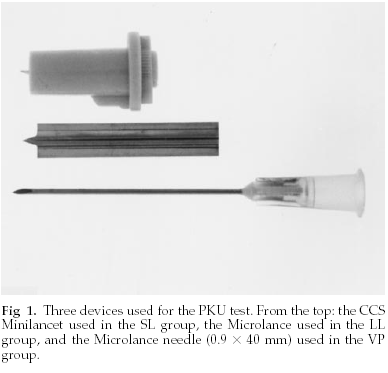 Fig 1. Three devices used for the PKU test. From the top: the CCS
Minilancet used in the SL group, the Microlance used in the LL
group, and the Microlance needle (0.9 × 40 mm) used in the VP
group.